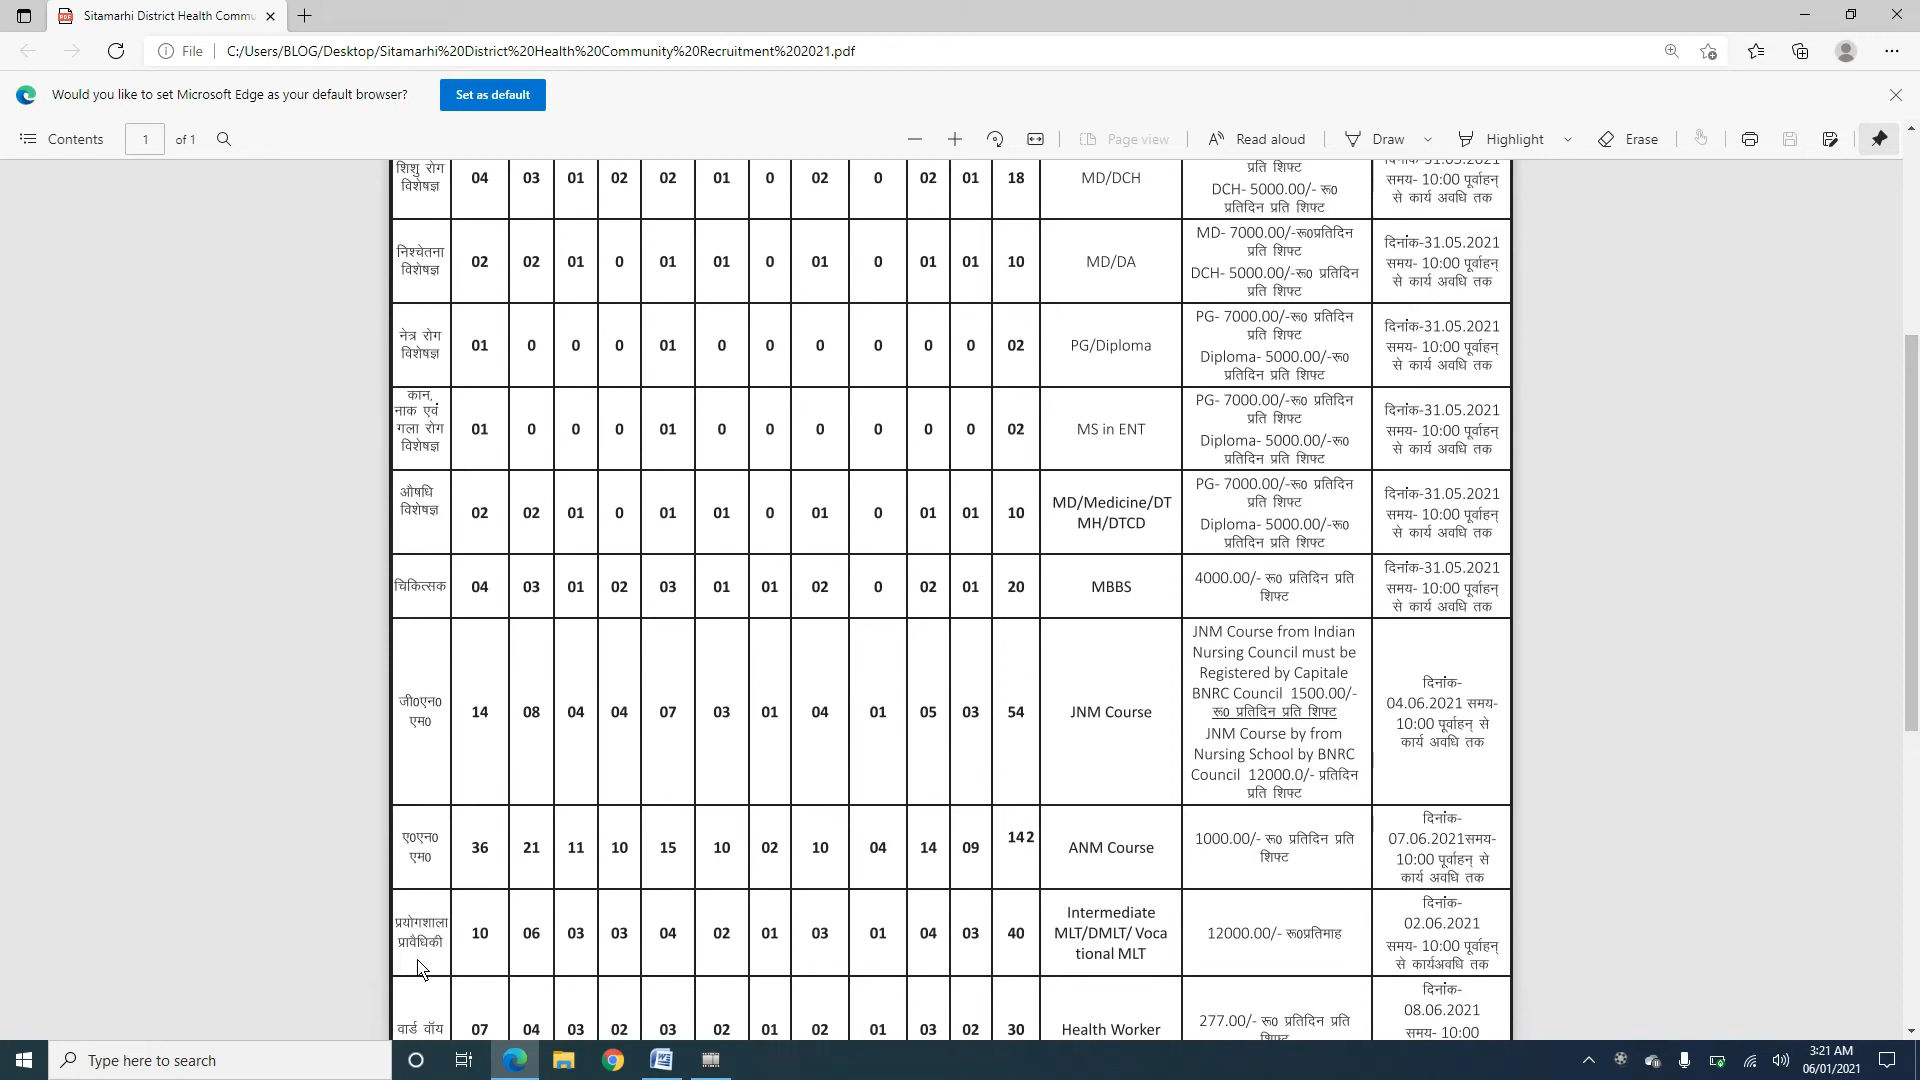 Sitamarhi District Health Commu
File
C:/Users/BLOG/Desktop/Sitamarhi%20District%20Health%20Community%20Recruitment%202021.pdf
Would you like to set Microsoft Edge as your default browser? Set as default
Contents 1 of 1 Page view Read aloud Draw Highlight Erase
शिशु रोग विशेषज्ञ 04 03 01 02 02 01 0 02 0 02 01 18 MD/DCH
प्रति शिफ्ट
DCH- 5000.00/- रू0
प्रतिदिन प्रति शिफ्ट
दिनांक-31.05.2021
समय- 10:00 पूर्वाहन्
से कार्य अवधि तक
निश्चेतना विशेषज्ञ 02 02 01 0 01 01 0 01 0 01 01 10 MD/DA
MD- 7000.00/-रू0प्रतिदिन
प्रति शिफ्ट
DCH- 5000.00/-रू0 प्रतिदिन
प्रति शिफ्ट
दिनांक-31.05.2021
समय- 10:00 पूर्वाहन्
से कार्य अवधि तक
नेत्र रोग विशेषज्ञ 01 0 0 0 01 0 0 0 0 0 0 02 PG/Diploma
PG- 7000.00/-रू0 प्रतिदिन
प्रति शिफ्ट
Diploma- 5000.00/-रू0
प्रतिदिन प्रति शिफ्ट
दिनांक-31.05.2021
समय- 10:00 पूर्वाहन्
से कार्य अवधि तक
कान,
नाक एवं
गला रोग
विशेषज्ञ
01 0 0 0 01 0 0 0 0 0 0 02 MS in ENT
PG- 7000.00/-रू0 प्रतिदिन
प्रति शिफ्ट
Diploma- 5000.00/-रू0
प्रतिदिन प्रति शिफ्ट
दिनांक-31.05.2021
समय- 10:00 पूर्वाहन्
से कार्य अवधि तक
औषधि
विशेषज्ञ
02 02 01 0 01 01 0 01 0 01 01 10
MD/Medicine/DT
MH/DTCD
PG- 7000.00/-रू0 प्रतिदिन
प्रति शिफ्ट
Diploma- 5000.00/-रू0
प्रतिदिन प्रति शिफ्ट
दिनांक-31.05.2021
समय- 10:00 पूर्वाहन्
से कार्य अवधि तक
चिकित्सक 04 03 01 02 03 01 01 02 0 02 01 20 MBBS
4000.00/- रू0 प्रतिदिन प्रति
शिफ्ट
दिनांक-31.05.2021
समय- 10:00 पूर्वाहन्
से कार्य अवधि तक
जी0एन0
एम0
14 08 04 04 07 03 01 04 01 05 03 54 JNM Course
JNM Course from Indian
Nursing Council must be
Registered by Capitale
BNRC Council 1500.00/-
रू0 प्रतिदिन प्रति शिफ्ट
JNM Course by from
Nursing School by BNRC
Council 12000.0/- प्रतिदिन
प्रति शिफ्ट
दिनांक-
04.06.2021 समय-
10:00 पूर्वाहन् से
कार्य अवधि तक
ए0एन0
एम0
36 21 11 10 15 10 02 10 04 14 09 142 ANM Course
1000.00/- रू0 प्रतिदिन प्रति
शिफ्ट
दिनांक-
07.06.2021समय-
10:00 पूर्वाहन् से
कार्य अवधि तक
प्रयोगशाला
प्रावैधिकी
10 06 03 03 04 02 01 03 01 04 03 40
Intermediate
MLT/DMLT/ Voca
tional MLT
12000.00/- रू0प्रतिमाह
दिनांक-
02.06.2021
समय- 10:00 पूर्वाहन्
से कार्यअवधि तक
वार्ड वॉय 07 04 03 02 03 02 01 02 01 03 02 30 Health Worker
277.00/- रू0 प्रतिदिन प्रति
शिफ्ट
दिनांक-
08.06.2021
समय- 10:00
Type here to search
3:21 AM
06/01/2021